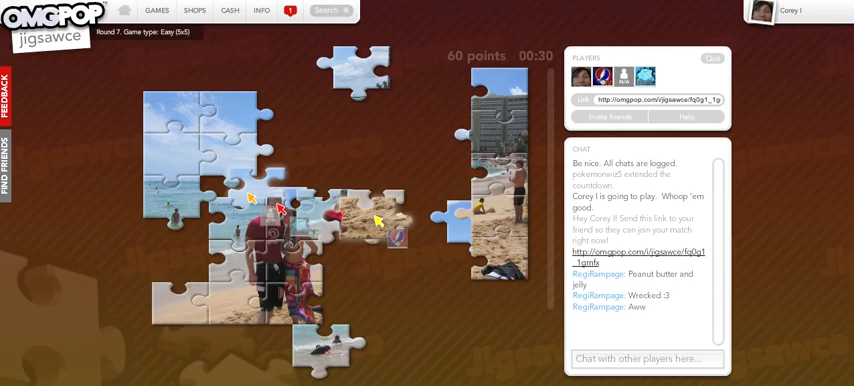 OMGPOP
GAMES SHOPS CASH INFO 1 Search
Corey I
jigsawce
Round 7. Game type: Easy (5x5)
FEEDBACK
FIND FRIENDS
60 points 00:30
PLAYERS
Quit
N/A
Link http://omgpop.com/i/jigsawce/fq0g1_1g
Invite friends Help
CHAT
Be nice. All chats are logged.
pokemonwiz5 extended the
countdown.
Corey I is going to play. Whoop 'em
good.
Hey Corey I! Send this link to your
friend so they can join your match
right now!
http://omgpop.com/i/jigsawce/fq0g1
_1gmfx
RegiRampage: Peanut butter and
jelly
RegiRampage: Wrecked :3
RegiRampage: Aww
Chat with other players here...